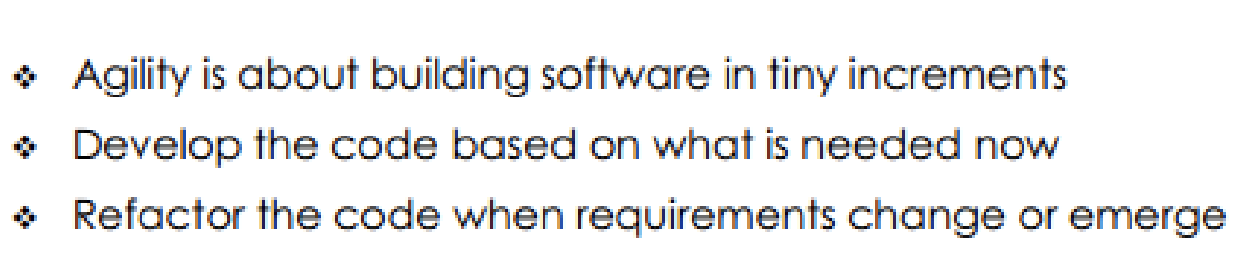 ❖ Agility is about building software in tiny increments
❖ Develop the code based on what is needed now
❖ Refactor the code when requirements change or emerge